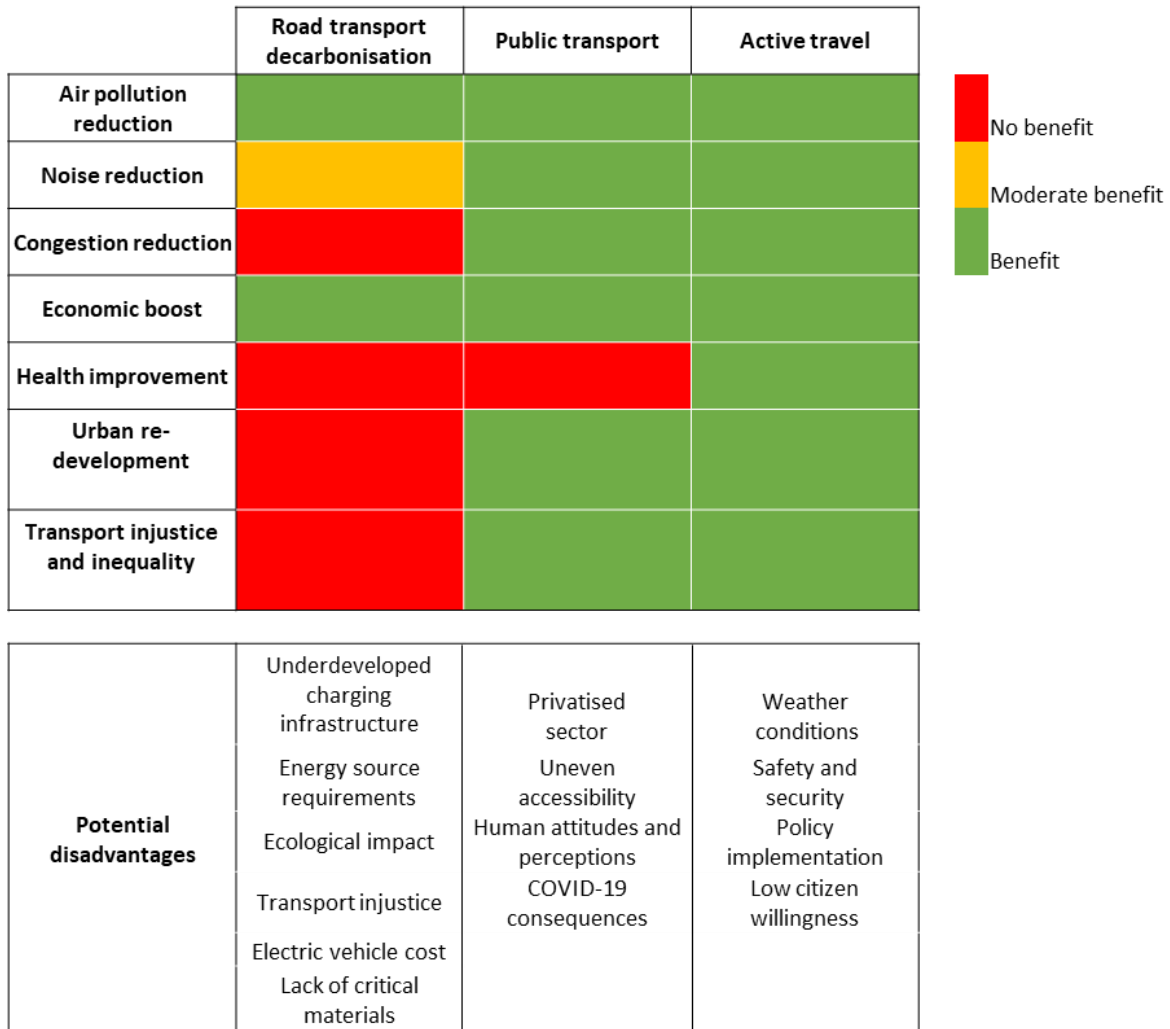 Road transport
decarbonisation
Public transport
Active travel
Air pollution
reduction
Noise reduction
Congestion reduction
Economic boost
Health improvement
Urban re-
development
Transport injustice
and inequality
No benefit
Moderate benefit
Benefit
Potential
disadvantages
Underdeveloped
charging
infrastructure
Energy source
requirements
Ecological impact
Transport injustice
Electric vehicle cost
Lack of critical
materials
Privatised
sector
Uneven
accessibility
Human attitudes and
perceptions
COVID-19
consequences
Weather
conditions
Safety and
security
Policy
implementation
Low citizen
willingness